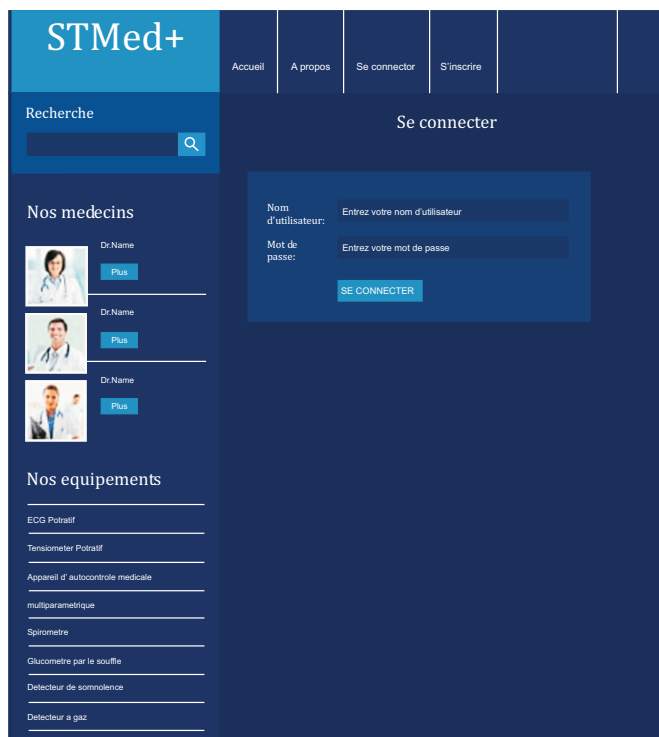 STMed+
Accueil
A propos
Se connector
S'inscrire
Recherche
Se connecter
Nom
d'utilisateur:
Entrez votre nom d'utilisateur
Mot de
passe:
Entrez votre mot de passe
SE CONNECTER
Nos medecins
Dr.Name
Plus
Dr.Name
Plus
Dr.Name
Plus
Nos equipements
ECG Potratif
Tensiometer Potratif
Appareil d' autocontrole medicale
multiparametrique
Spirometre
Glucometre par le souffle
Detecteur de somnolence
Detecteur a gaz